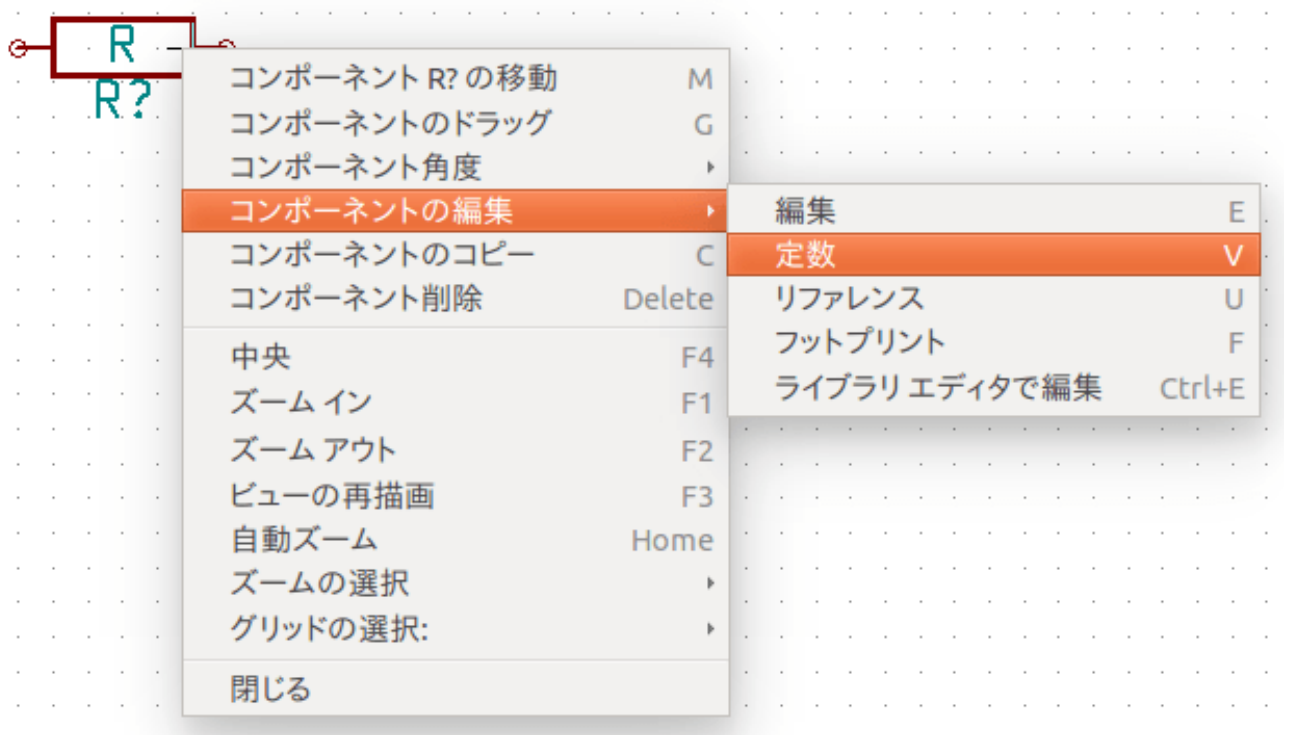 R
R?
コンポーネント R? の移動 M
コンポーネントのドラッグ G
コンポーネント角度
コンポーネントの編集
コンポーネントのコピー C
コンポーネント削除 Delete
中央 F4
ズーム イン F1
ズーム アウト F2
ビューの再描画 F3
自動ズーム Home
ズームの選択
グリッドの選択:
閉じる
編集 E
定数 V
リファレンス U
フットプリント F
ライブラリ エディタで編集 Ctrl+E